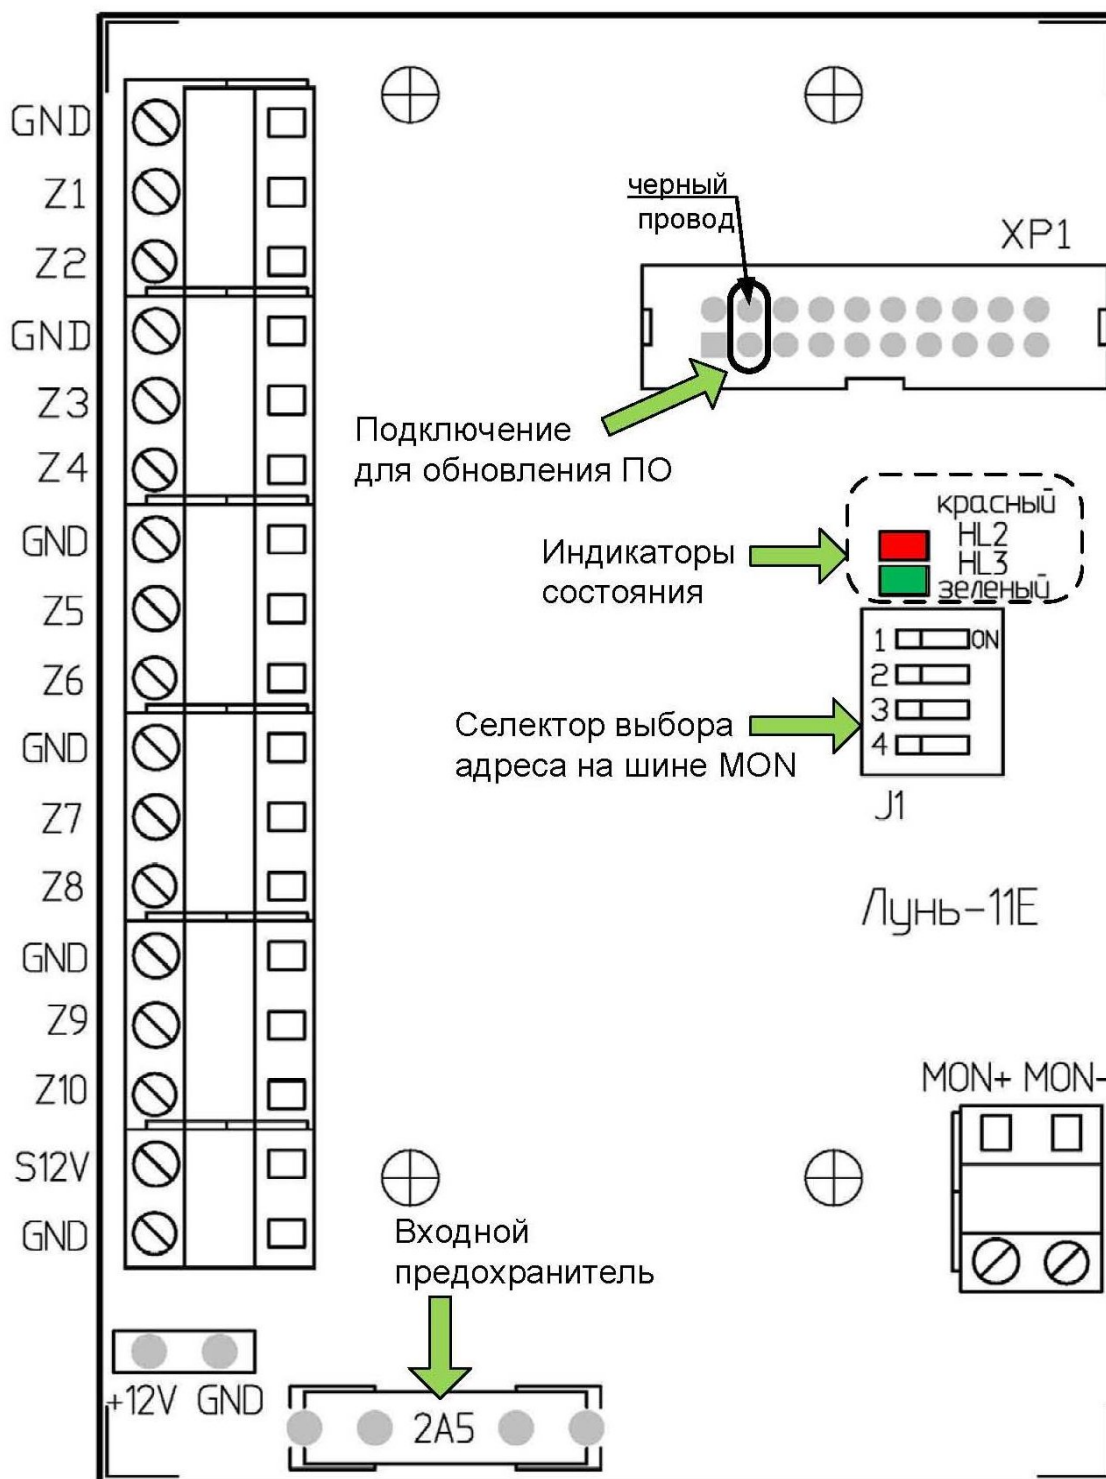 GND
Z1
Z2
GND
Z3
Z4
GND
Z5
Z6
GND
Z7
Z8
GND
Z9
Z10
S12V
GND
+12V GND
черный
провод
XP1
Подключение
для обновления ПО
красный
HL2
HL3
зеленый
Индикаторы
состояния
1 ON
2
3
4
J1
Селектор выбора
адреса на шине MON
Лунь-11Е
MON+ MON-
Входной
предохранитель
2A5